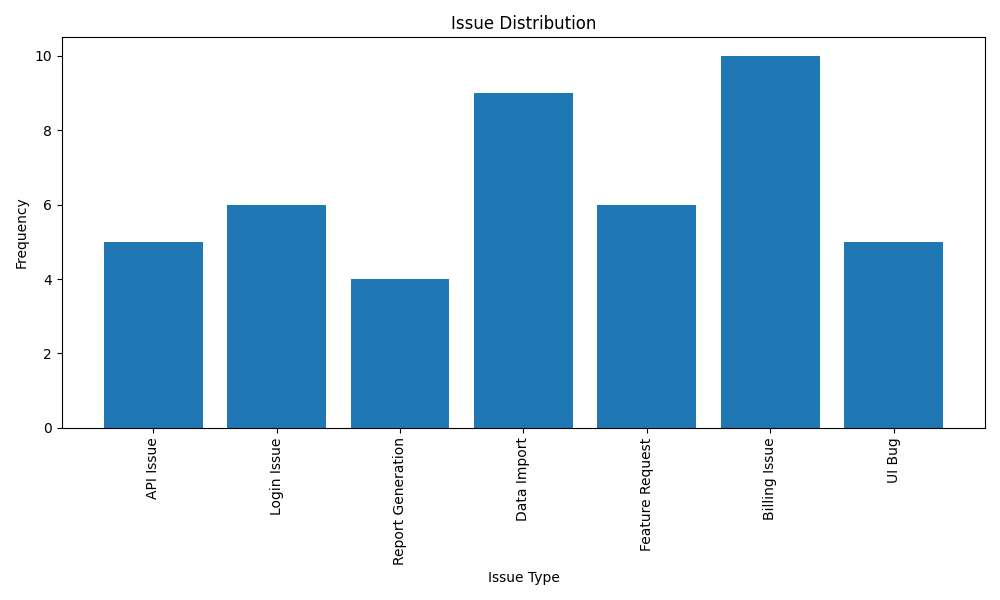 Issue Distribution
Frequency
10
8
6
4
2
0
API Issue
Login Issue
Report Generation
Data Import
Feature Request
Billing Issue
UI Bug
Issue Type